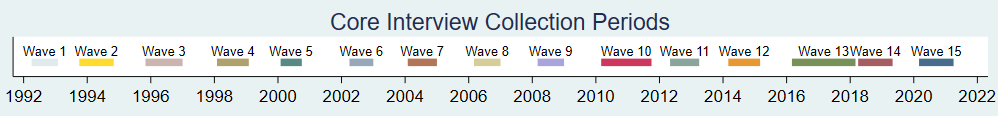 Core Interview Collection Periods
Wave 1 Wave 2 Wave 3 Wave 4 Wave 5 Wave 6 Wave 7 Wave 8 Wave 9 Wave 10 Wave 11 Wave 12 Wave 13 Wave 14 Wave 15
1992 1994 1996 1998 2000 2002 2004 2006 2008 2010 2012 2014 2016 2018 2020 2022